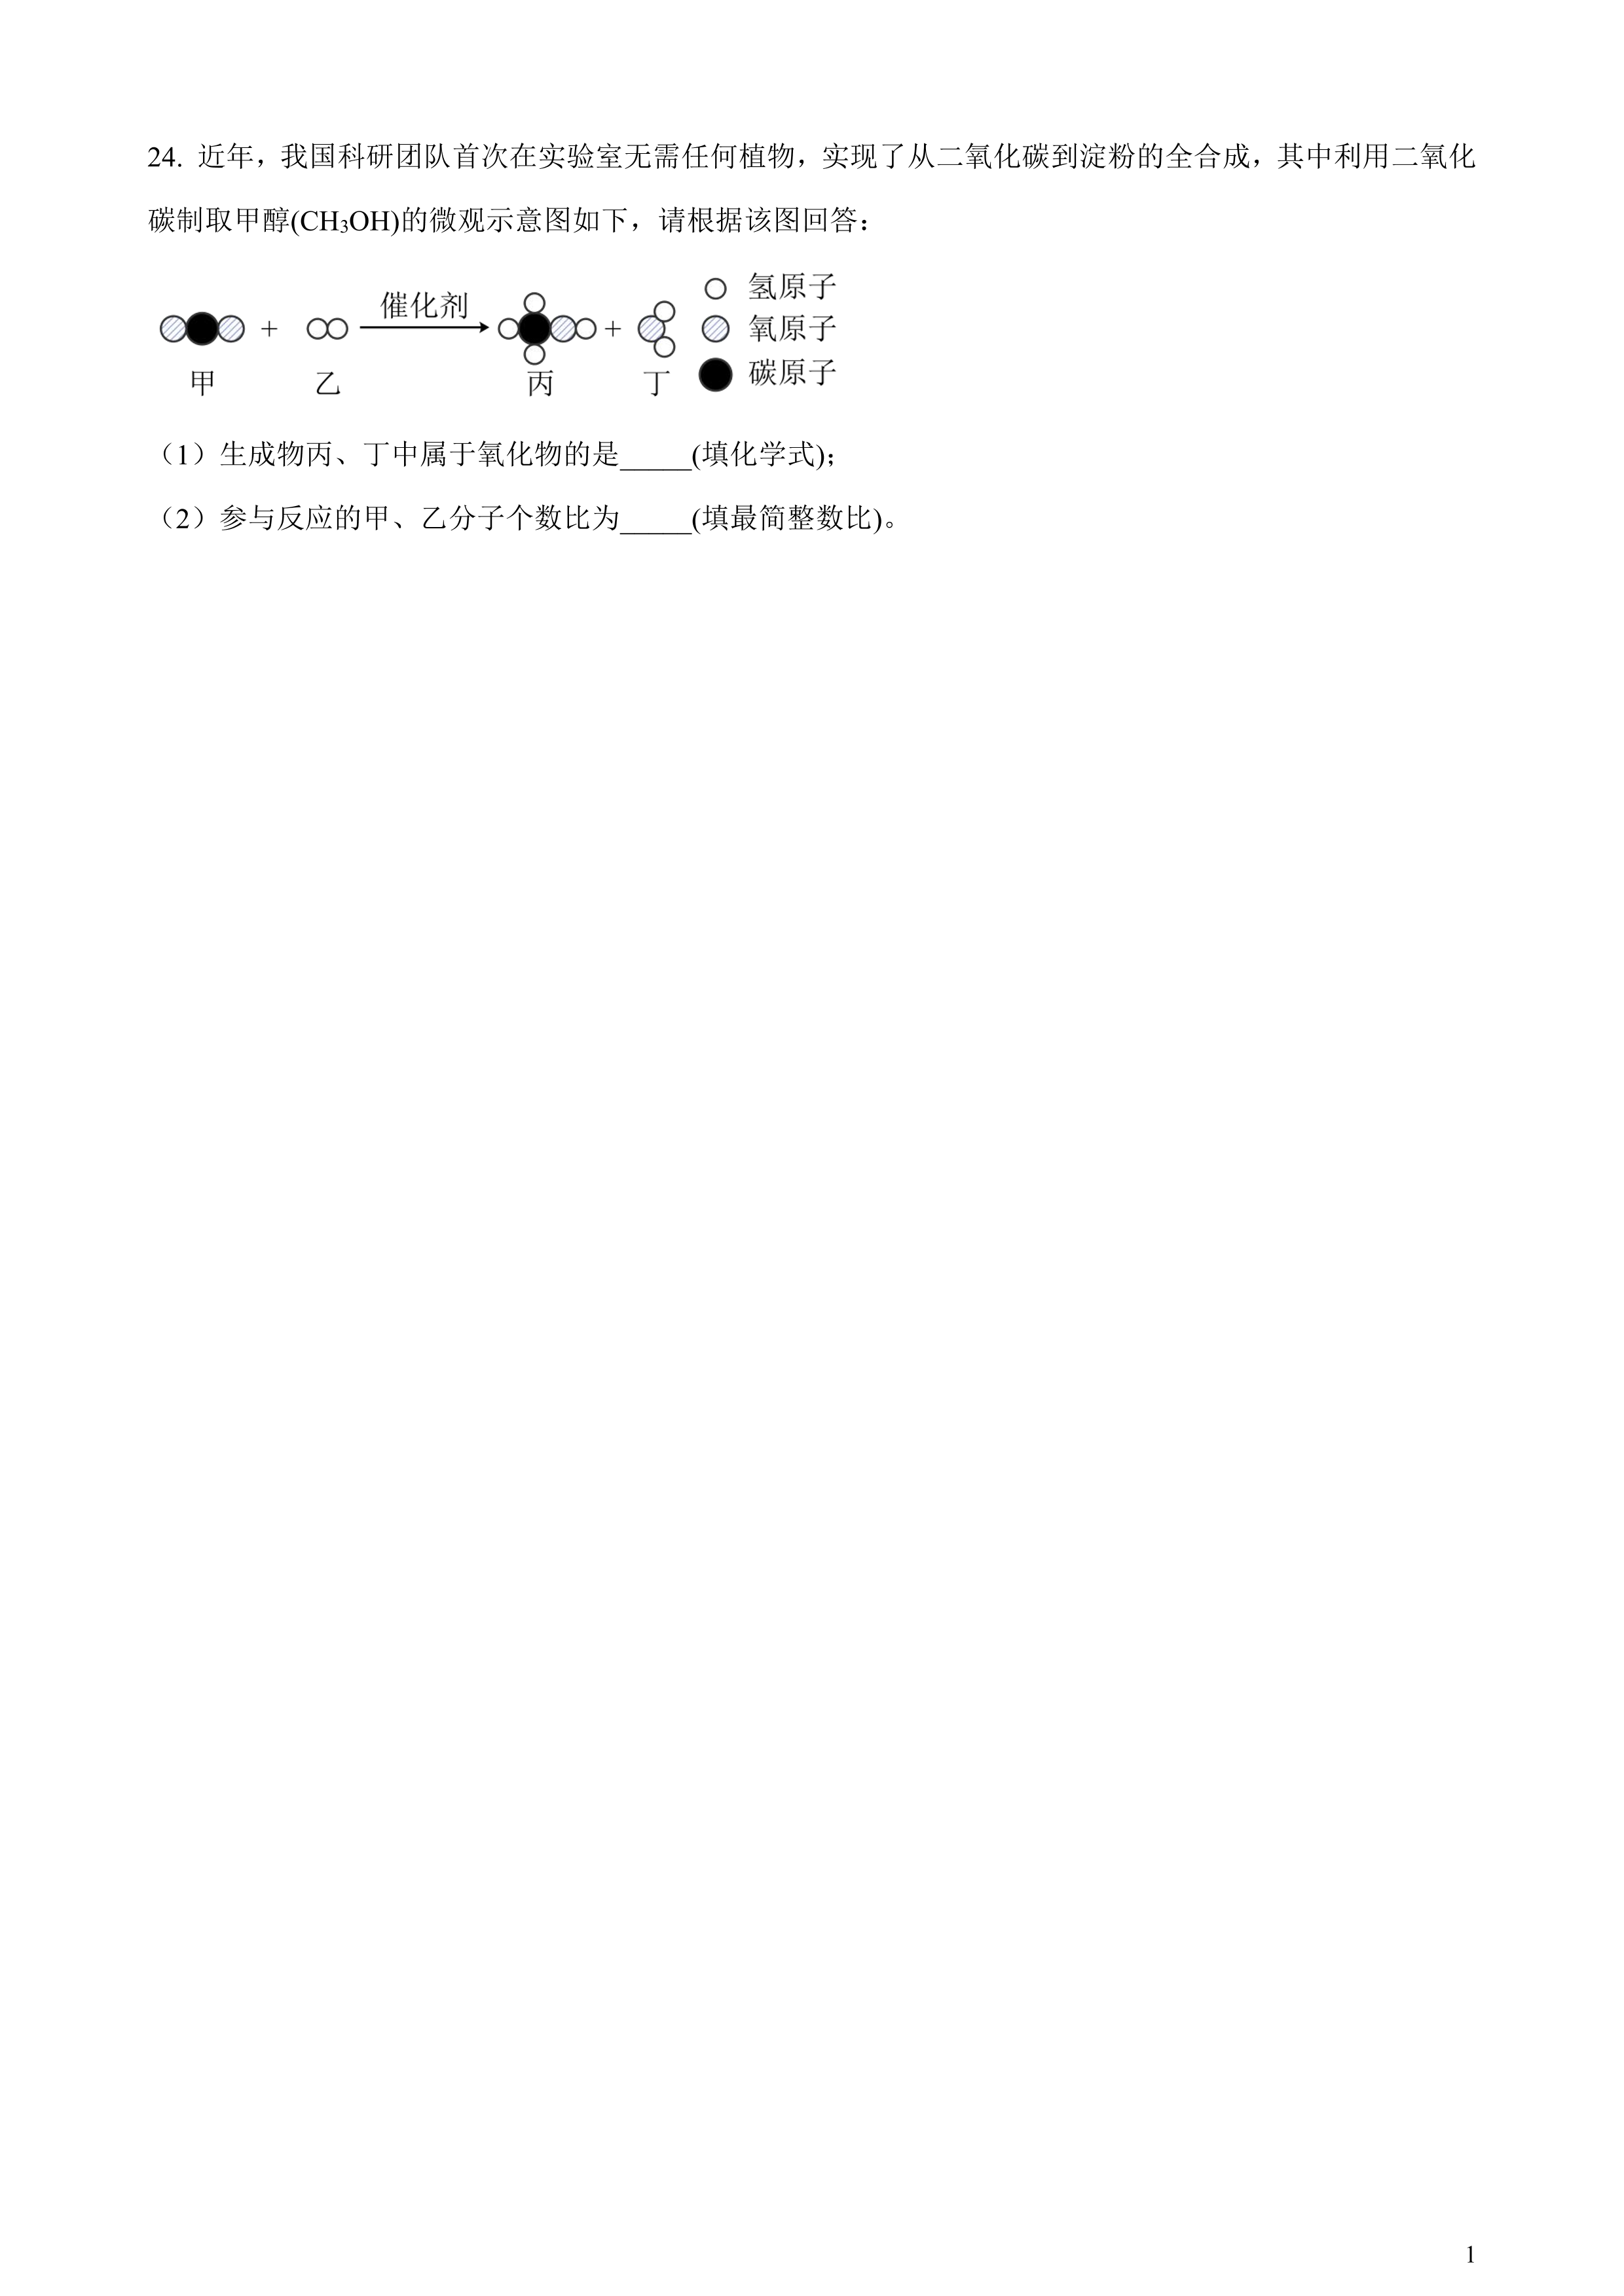 24. 近年，我国科研团队首次在实验室无需任何植物，实现了从二氧化碳到淀粉的全合成，其中利用二氧化
碳制取甲醇(CH₃OH)的微观示意图如下，请根据该图回答：
+ 催化剂 + 氢原子
氧原子
碳原子
甲 乙 丙 丁
（1）生成物丙、丁中属于氧化物的是_____(填化学式)；
（2）参与反应的甲、乙分子个数比为_____(填最简整数比)。
1